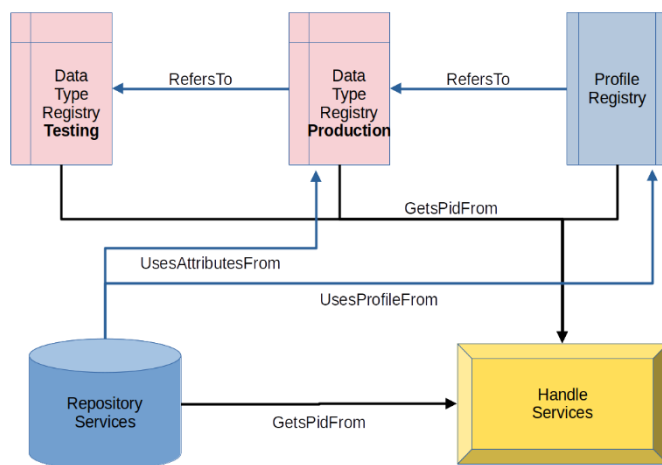 Data
Type
Registry
Testing
RefersTo
Data
Type
Registry
Production
RefersTo
Profile
Registry
GetsPidFrom
UsesAttributesFrom
UsesProfileFrom
Repository
Services
GetsPidFrom
Handle
Services